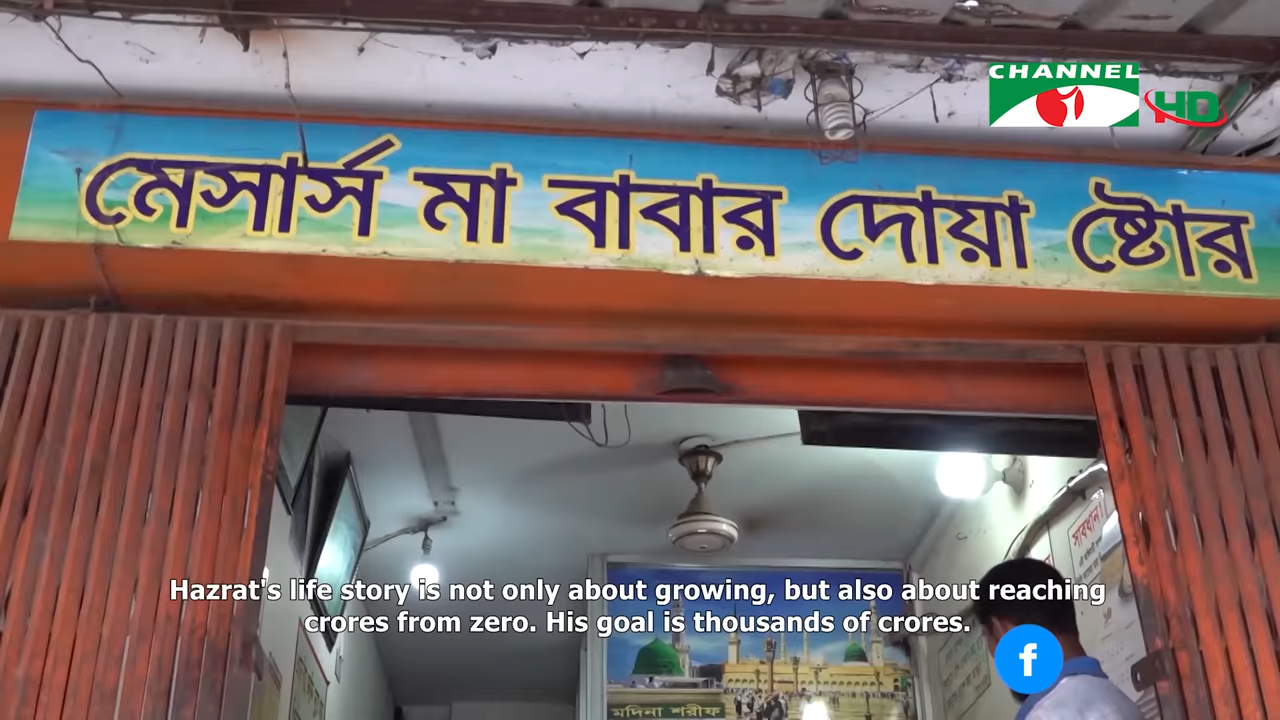 CHANNEL
HD
মেসার্স মা বাবার দোয়া ষ্টোর
সাবধান!
Hazrat's life story is not only about growing, but also about reaching
crores from zero. His goal is thousands of crores.
মদিনা শরীফ